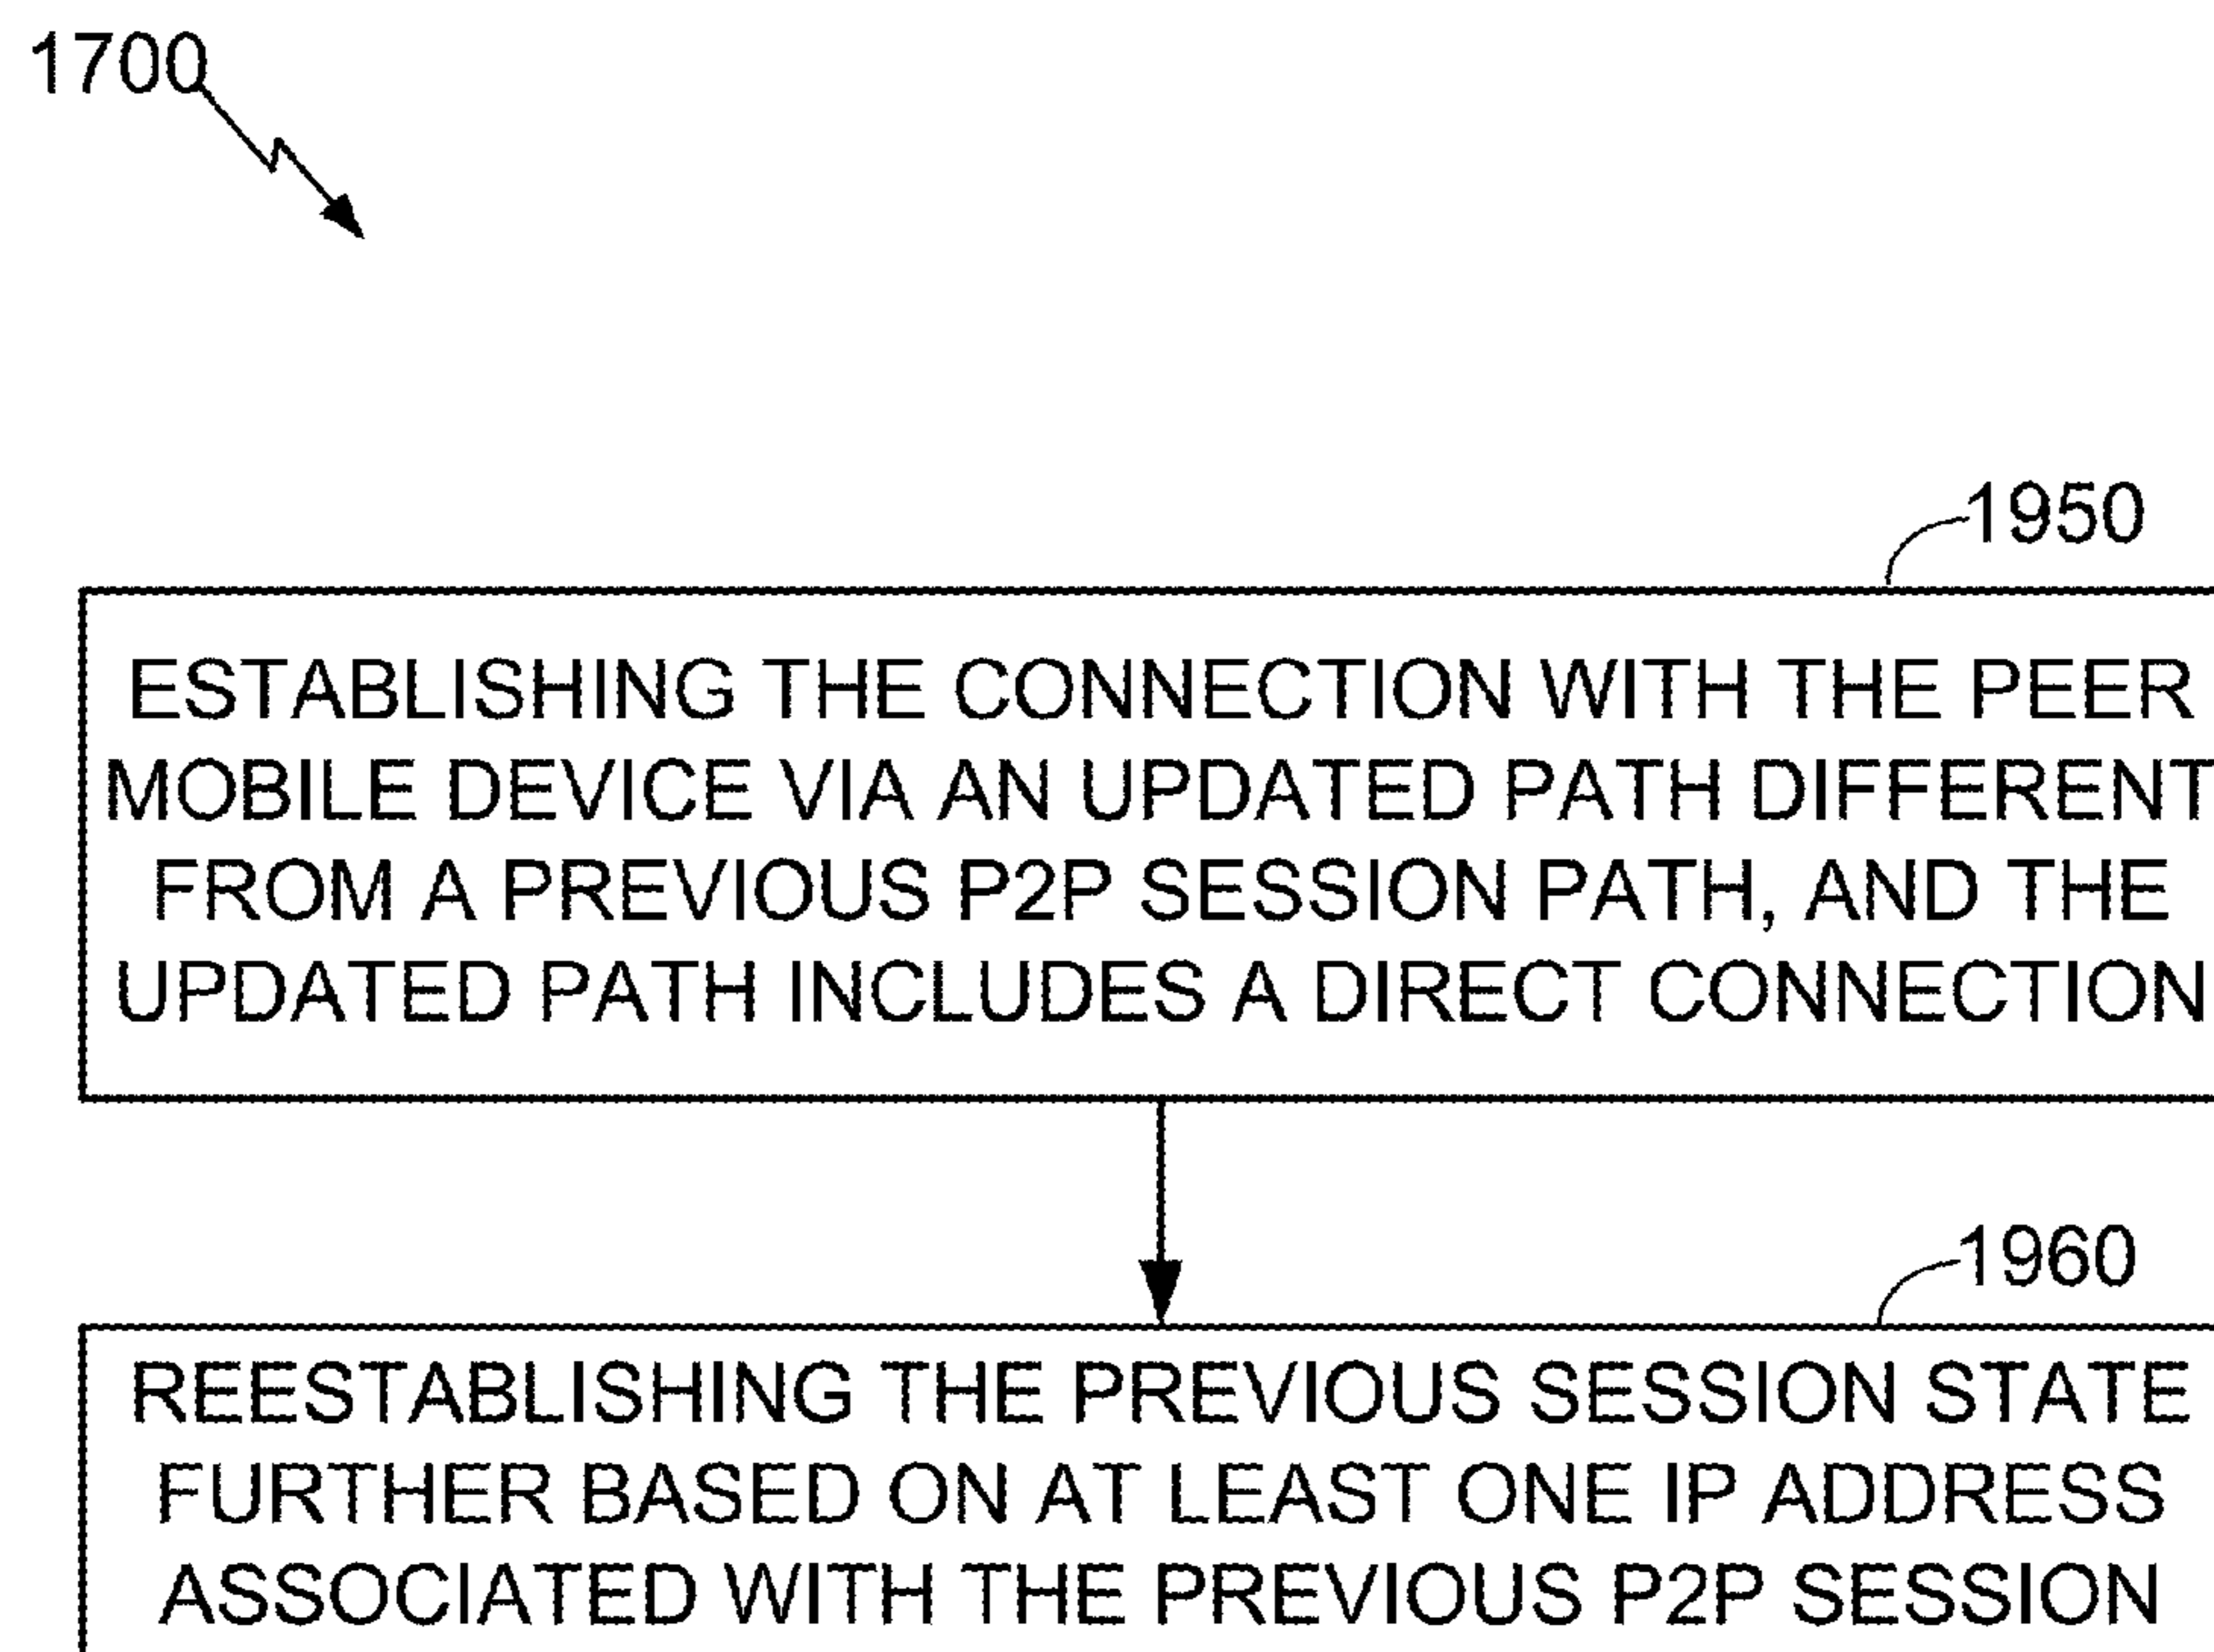 1700
1950
ESTABLISHING THE CONNECTION WITH THE PEER
MOBILE DEVICE VIA AN UPDATED PATH DIFFERENT
FROM A PREVIOUS P2P SESSION PATH, AND THE
UPDATED PATH INCLUDES A DIRECT CONNECTION
1960
REESTABLISHING THE PREVIOUS SESSION STATE
FURTHER BASED ON AT LEAST ONE IP ADDRESS
ASSOCIATED WITH THE PREVIOUS P2P SESSION